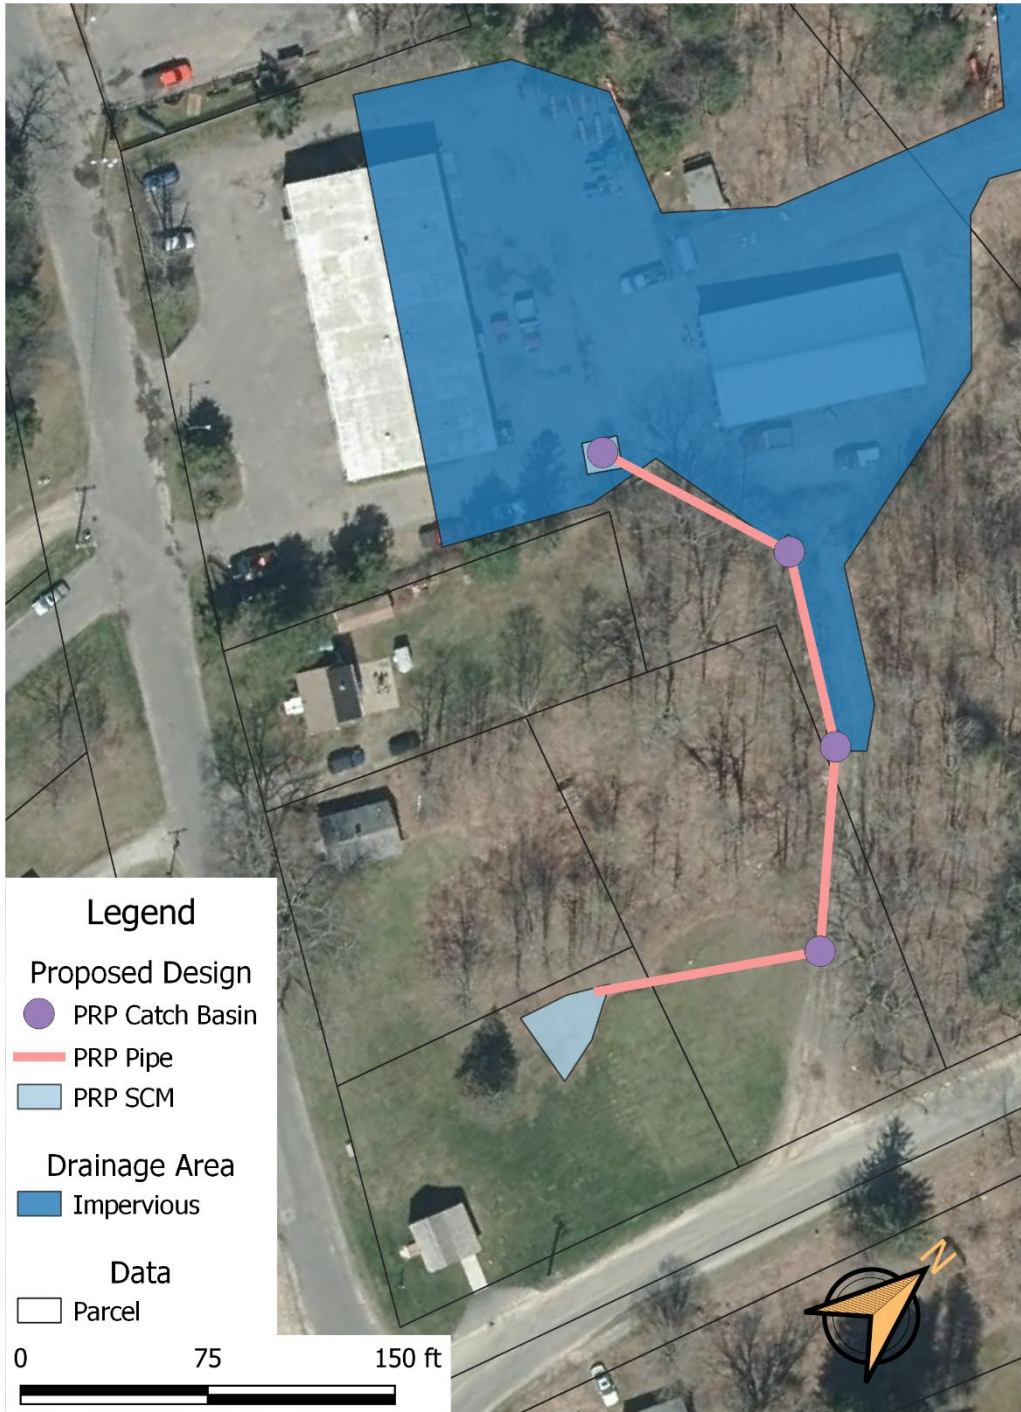 Legend
Proposed Design
PRP Catch Basin
PRP Pipe
PRP SCM
Drainage Area
Impervious
Data
Parcel
0 75 150 ft
N